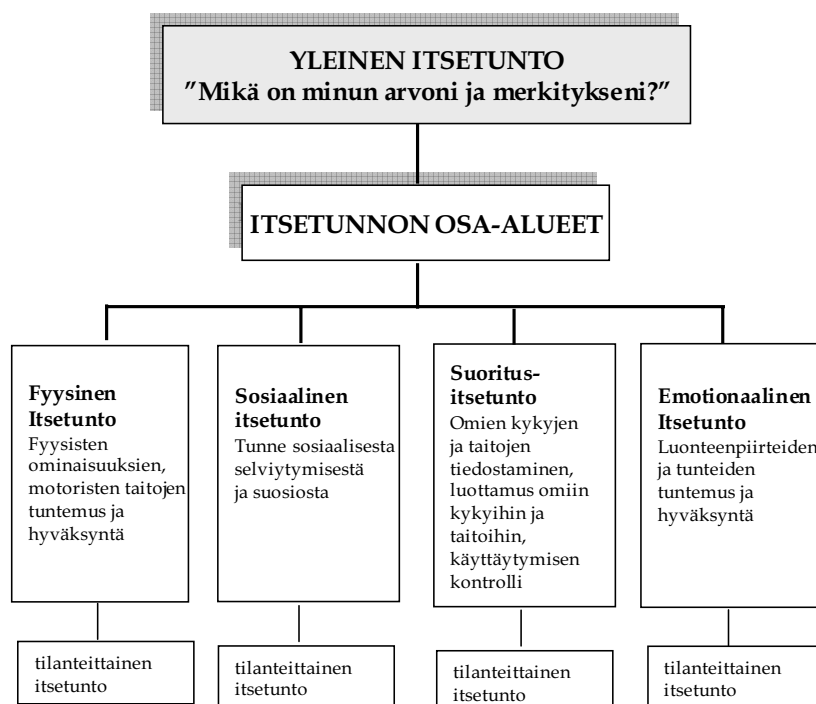 YLEINEN ITSETUNTO
”Mikä on minun arvoni ja merkitykseni?”
ITSETUNNON OSA-ALUEET
Fyysinen
Itsetunto
Fyysisten
ominaisuuksien,
motoristen taitojen
tuntemus ja
hyväksyntä
Sosiaalinen
itsetunto
Tunne sosiaalisesta
selviytymisestä
ja suosiosta
Suoritus-
itsetunto
Omien kykyjen
ja taitojen
tiedostaminen,
luottamus omiin
kykyihin ja
taitoihin,
käyttäytymisen
kontrolli
Emotionaalinen
Itsetunto
Luonteenpiirteiden
ja tunteiden
tuntemus ja
hyväksyntä
tilanteittainen
itsetunto
tilanteittainen
itsetunto
tilanteittainen
itsetunto
tilanteittainen
itsetunto